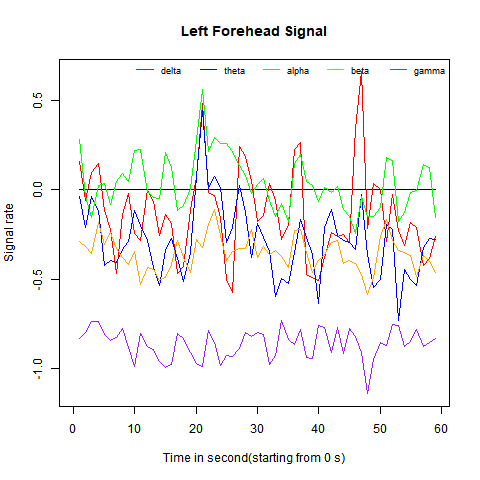 Left Forehead Signal
delta theta alpha beta gamma
0.5
0.0
-0.5
-1.0
Signal rate
0 10 20 30 40 50 60
Time in second(starting from 0 s)